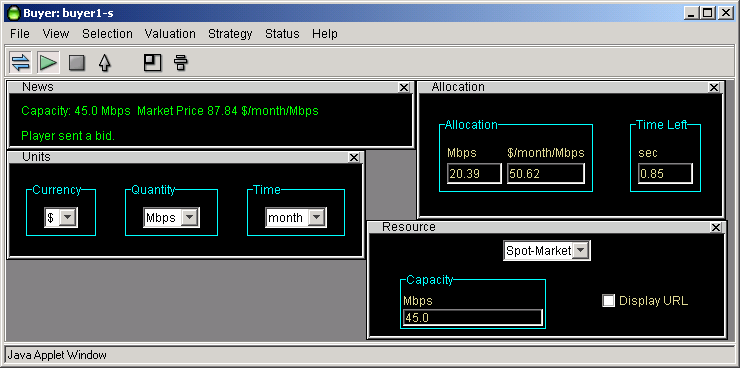 Buyer: buyer1-s
File View Selection Valuation Strategy Status Help
News
Capacity: 45.0 Mbps Market Price 87.84 $/month/Mbps
Player sent a bid.
Allocation
Allocation
Time Left
Mbps $/month/Mbps sec
20.39 50.62 0.85
Units
Currency Quantity Time
$ Mbps month
Resource
Spot-Market
Capacity
Mbps
45.0
Display URL
Java Applet Window